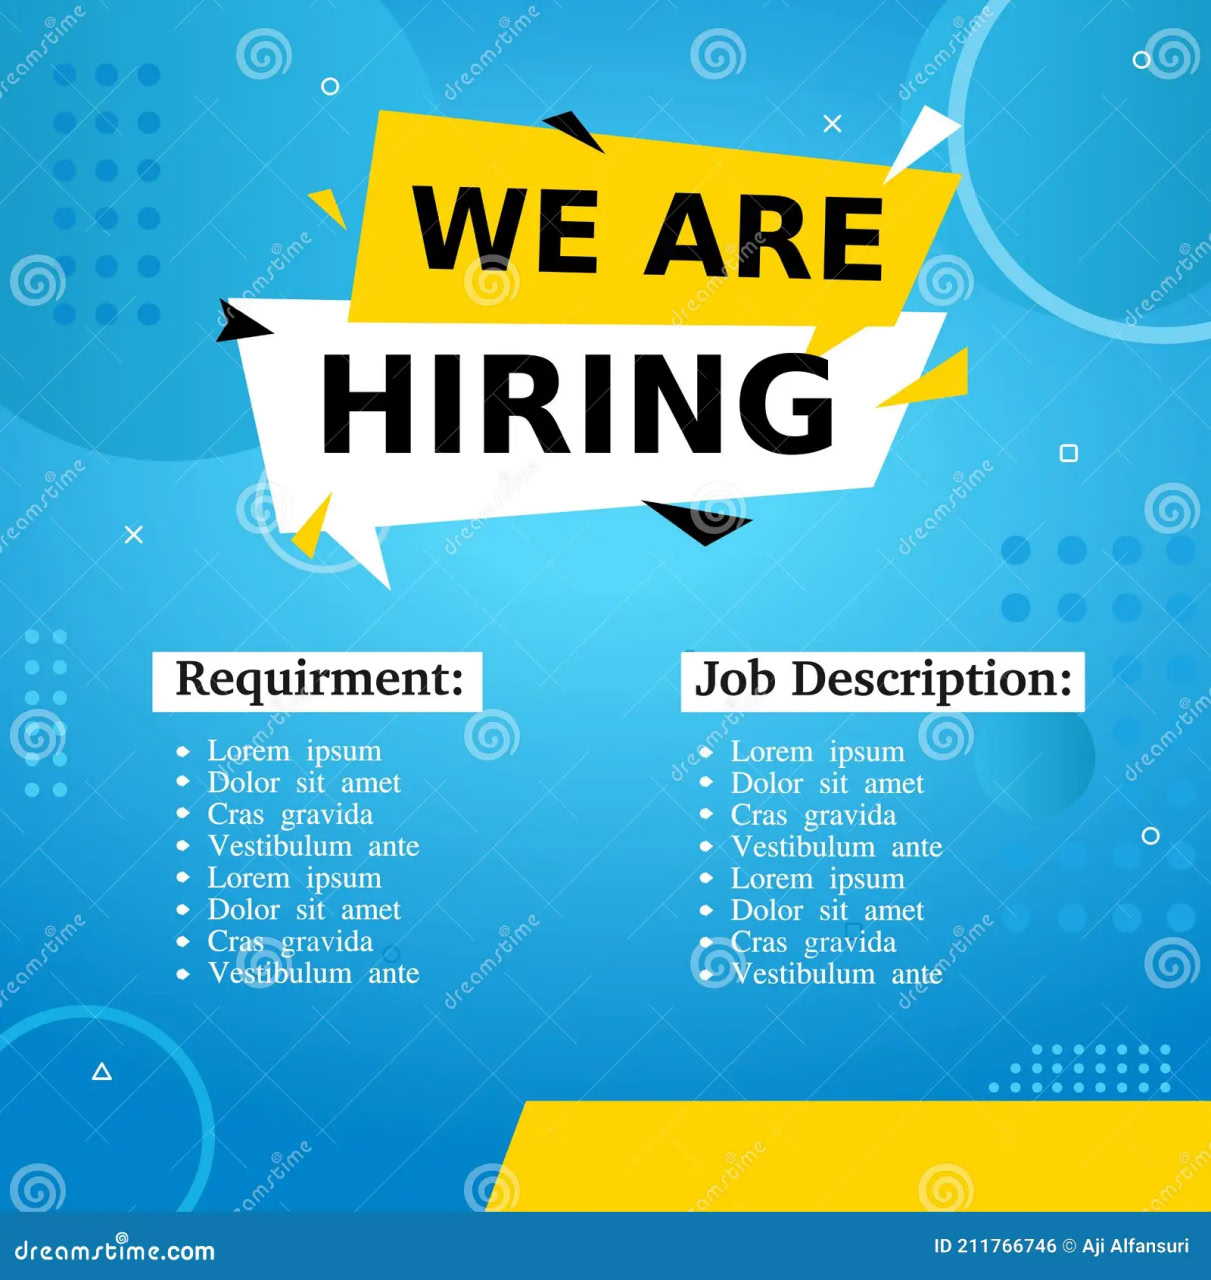 WE ARE
HIRING
Requirment:
Lorem ipsum
Dolor sit amet
Cras gravida
Vestibulum ante
Lorem ipsum
Dolor sit amet
Cras gravida
Vestibulum ante
Job Description:
Lorem ipsum
Dolor sit amet
Cras gravida
Vestibulum ante
Lorem ipsum
Dolor sit amet
Cras gravida
Vestibulum ante
dreamstime.com
ID 211766746 © Aji Alfansuri